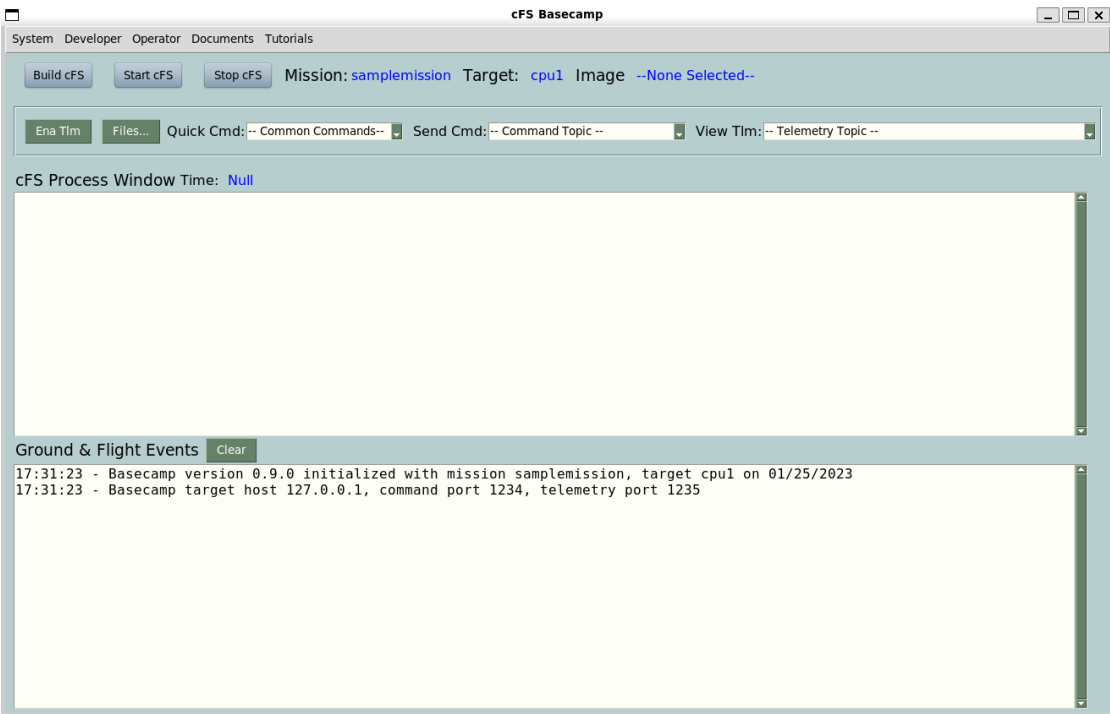 cFS Basecamp
System Developer Operator Documents Tutorials
Build cFS Start cFS Stop cFS Mission: samplemission Target: cpu1 Image --None Selected--
Ena Tlm Files... Quick Cmd: -- Common Commands-- Send Cmd: -- Command Topic -- View Tlm: -- Telemetry Topic --
cFS Process Window Time: Null
Ground & Flight Events Clear
17:31:23 - Basecamp version 0.9.0 initialized with mission samplemission, target cpu1 on 01/25/2023
17:31:23 - Basecamp target host 127.0.0.1, command port 1234, telemetry port 1235